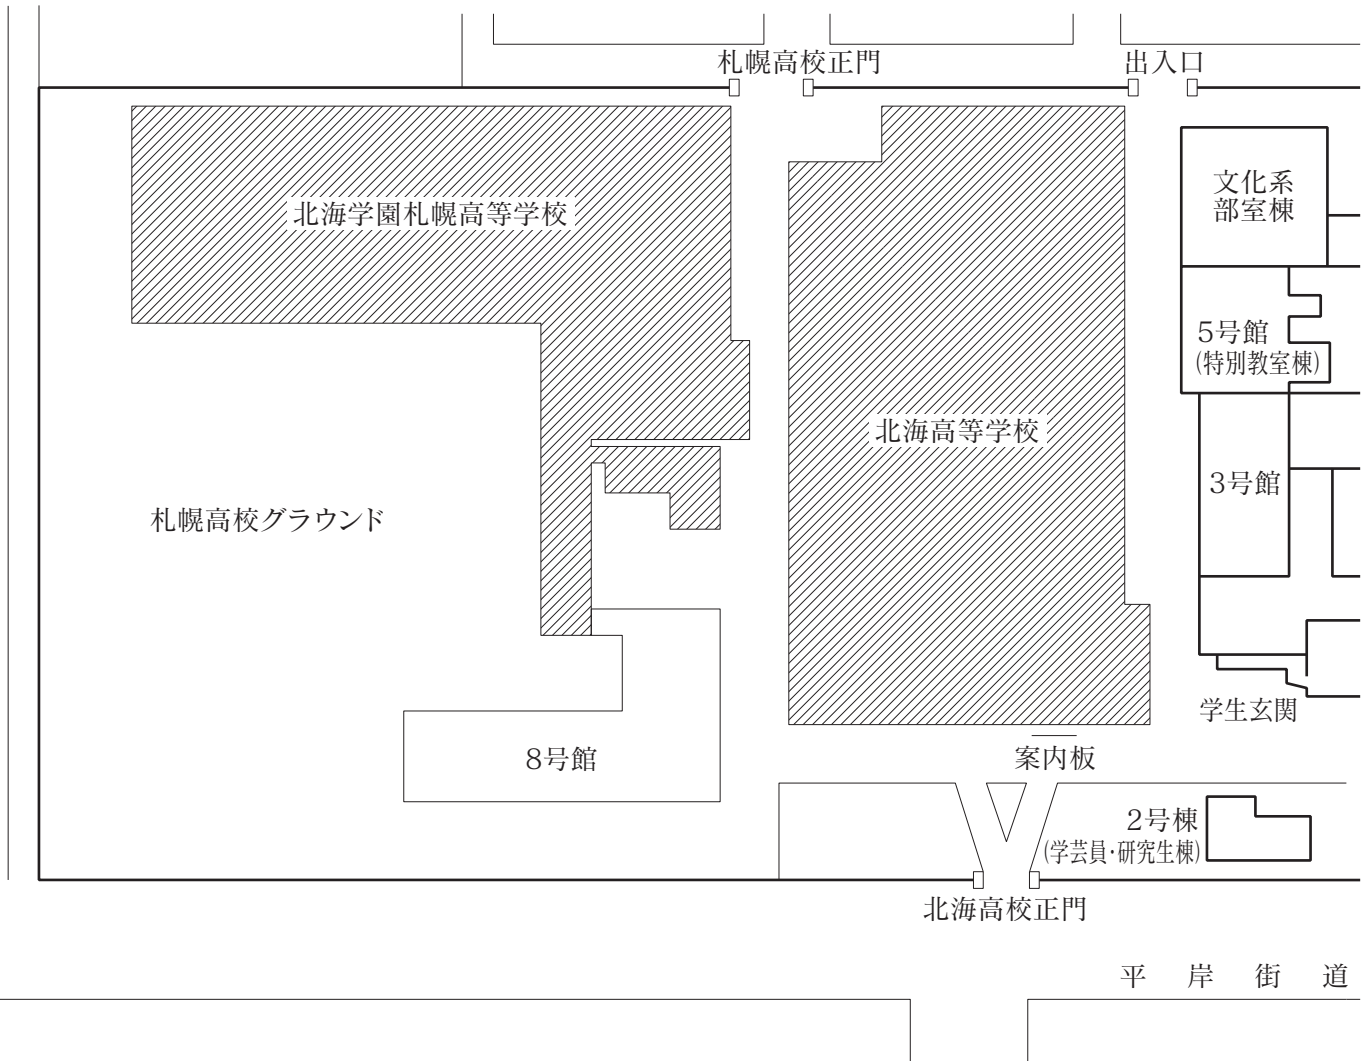 札幌高校正門
出入口
文化系
部室棟
北海学園札幌高等学校
5号館
(特別教室棟)
北海高等学校
3号館
札幌高校グラウンド
学生玄関
8号館
案内板
2号棟
(学芸員・研究生棟)
北海高校正門
平岸街道